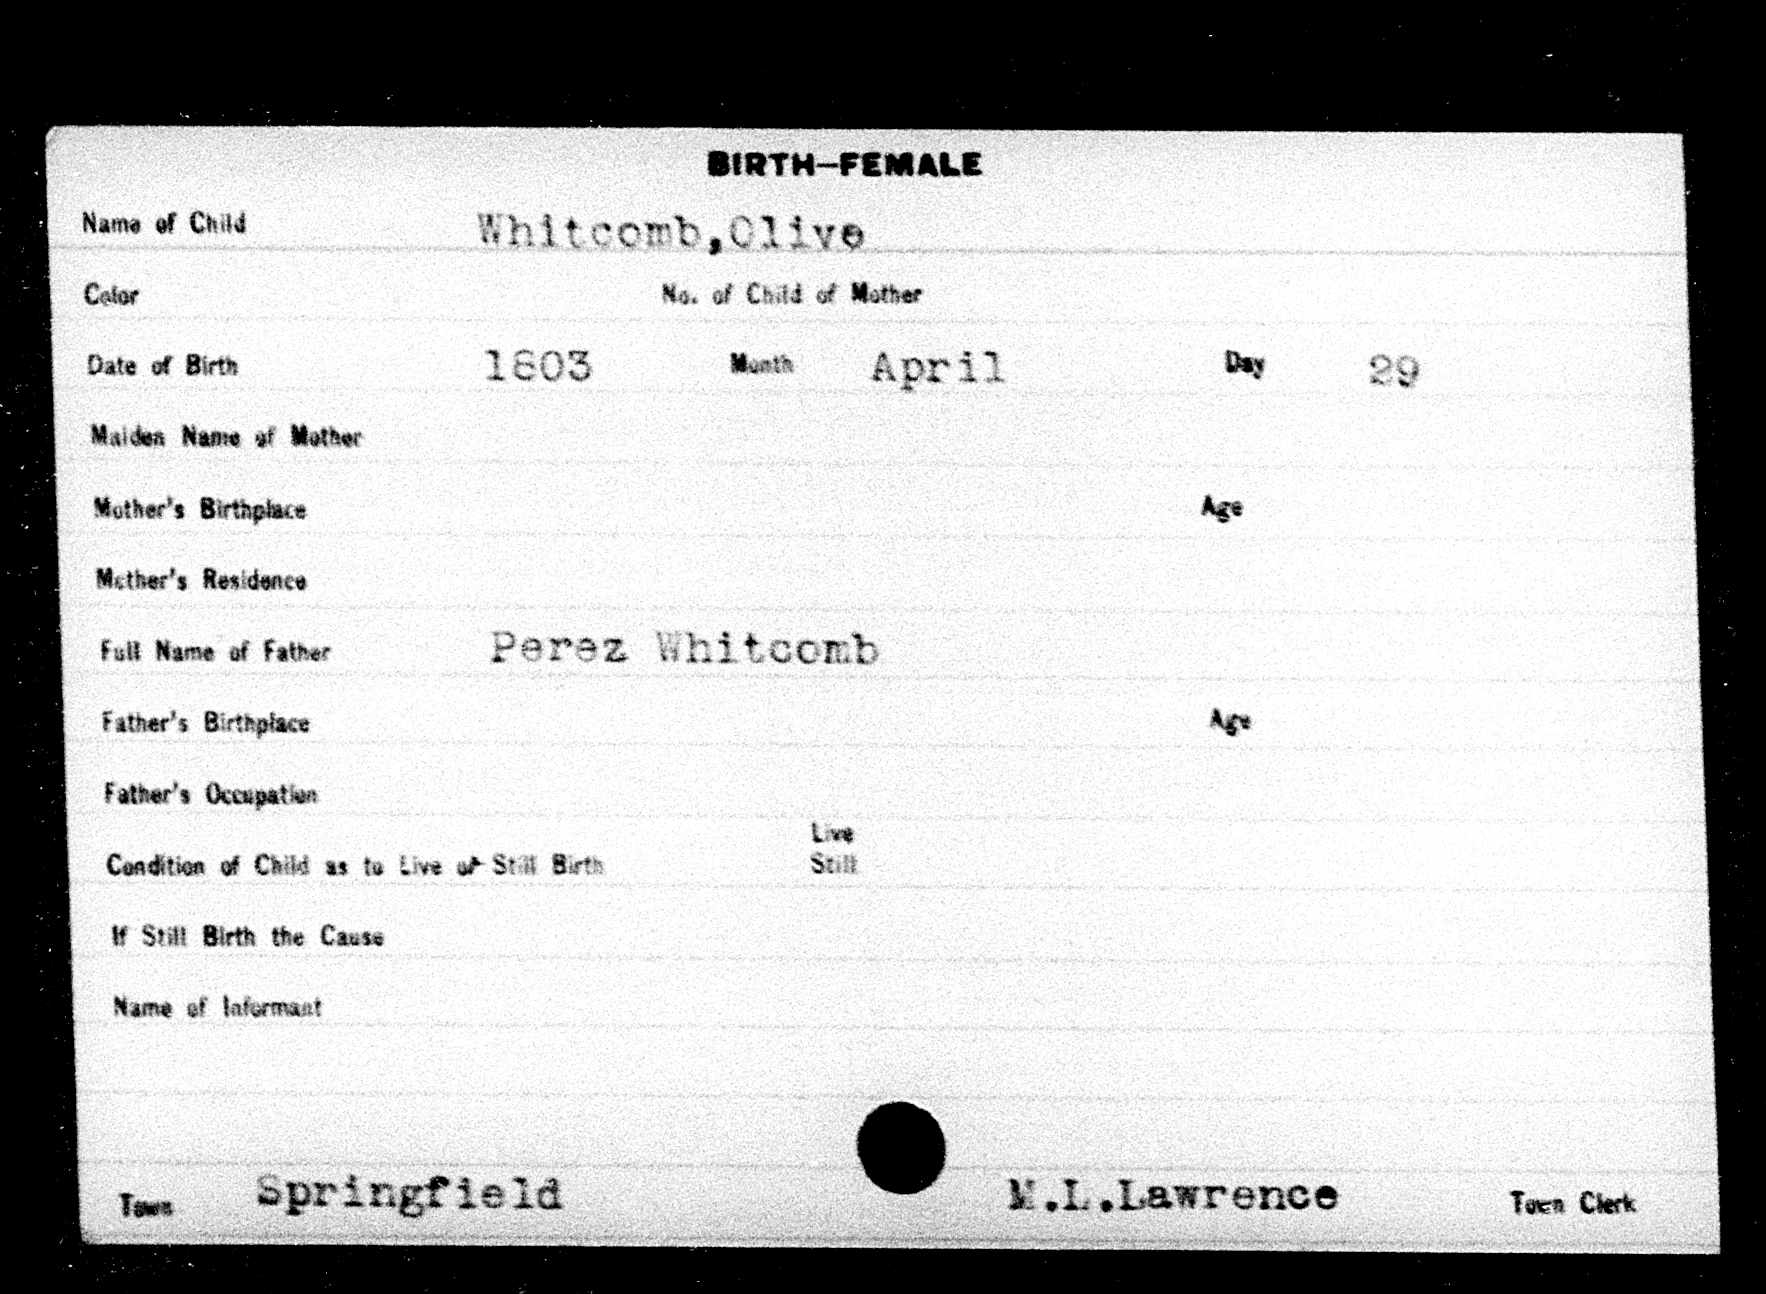 BIRTH—FEMALE
Name of Child Whitcomb,Olive
Color No. of Child of Mother
Date of Birth 1803 Month April Day 29
Maiden Name of Mother
Mother's Birthplace Age
Mother's Residence
Full Name of Father Perez Whitcomb
Father's Birthplace Age
Father's Occupation
Live
Condition of Child as to Live or Still Birth Still
If Still Birth the Cause
Name of Informant
Town Springfield M.L.Lawrence Town Clerk